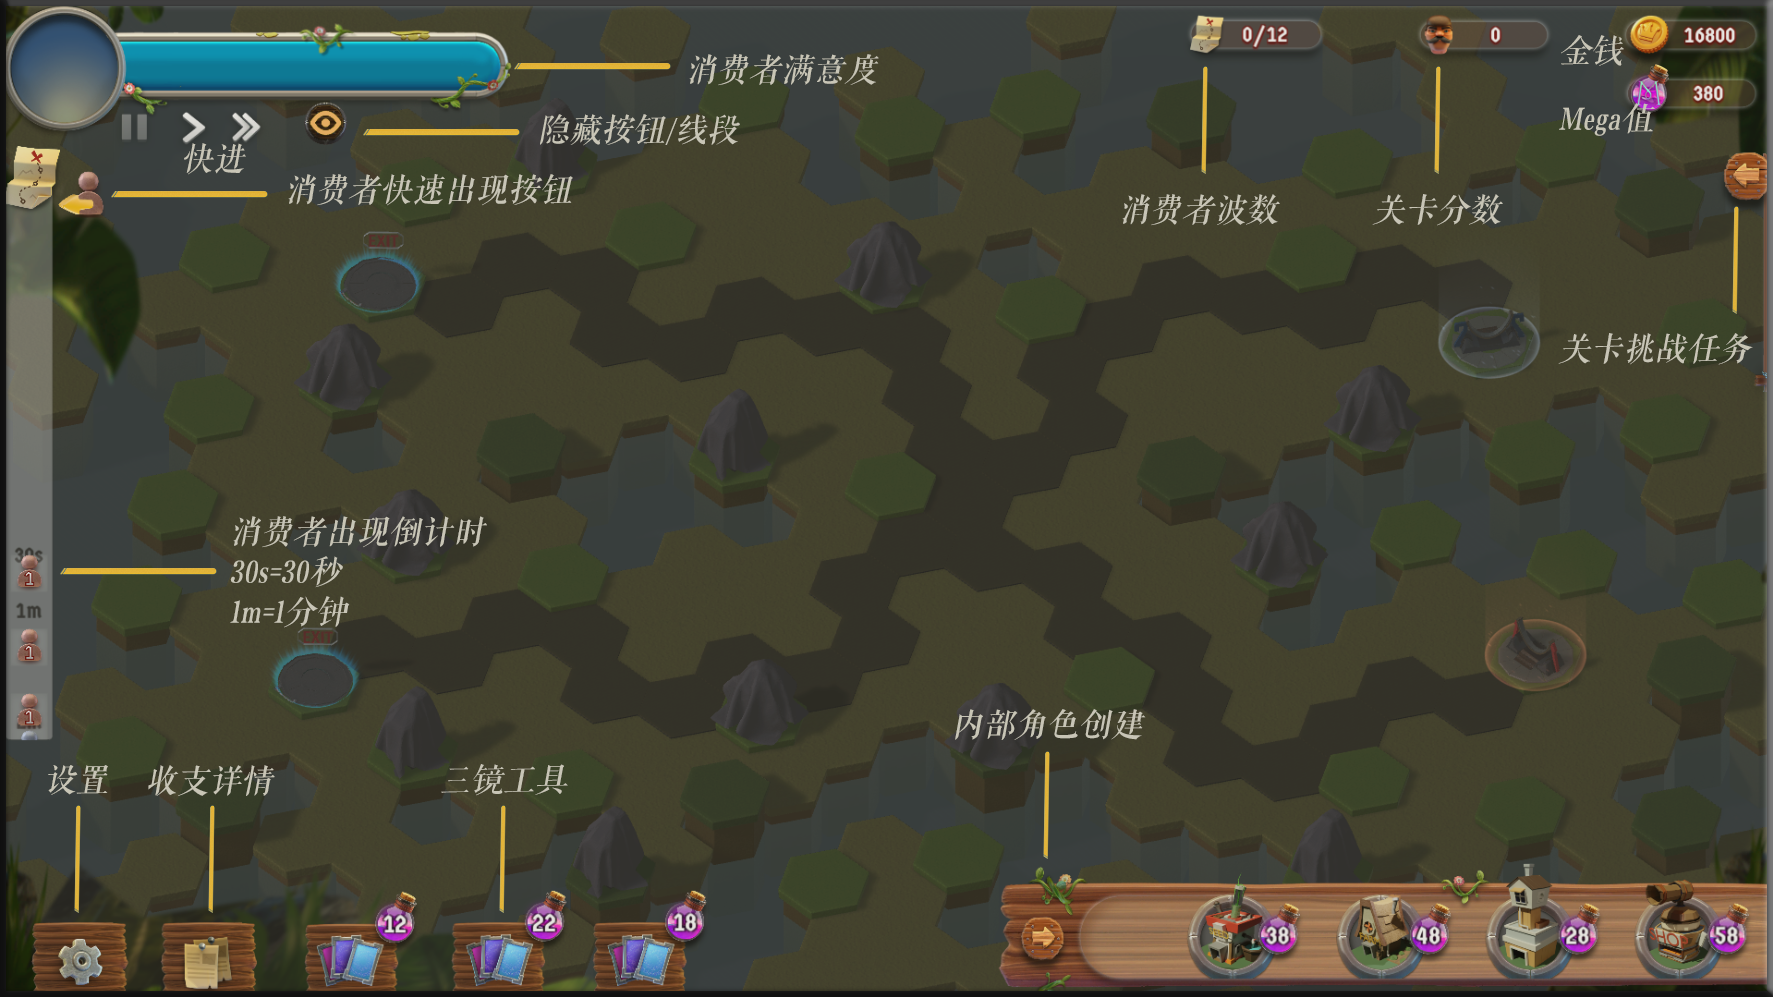 0/12
0
金钱
16800
消费者满意度
380
Mega值
隐藏按钮/线段
快进
消费者快速出现按钮
消费者波数
关卡分数
EXIT
关卡挑战任务
消费者出现倒计时
30s
30s=30秒
1
1m
1m=1分钟
EXIT
1
1
内部角色创建
设置
收支详情
三镜工具
12
22
18
38
48
28
SHOP
58